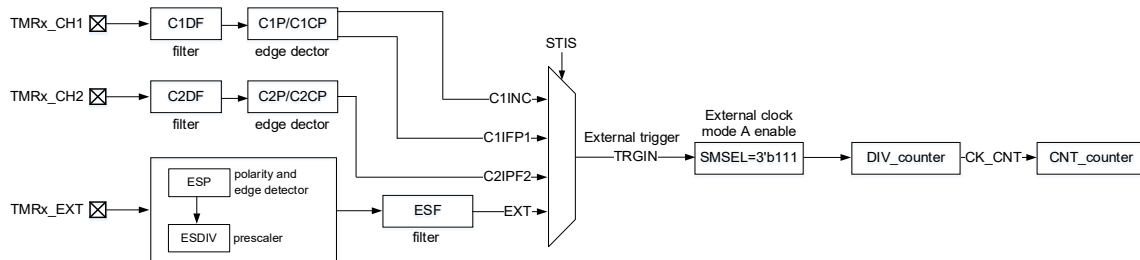 TMRx_CH1
C1DF
filter
C1P/C1CP
edge dector
STIS
TMRx_CH2
C2DF
filter
C2P/C2CP
edge dector
C1INC
C1IFP1
C2IPF2
EXT
External trigger
TRGIN
External clock
mode A enable
SMSEL=3'b111
DIV_counter
CK_CNT
CNT_counter
TMRx_EXT
ESP
polarity and
edge detector
ESDIV
prescaler
ESF
filter